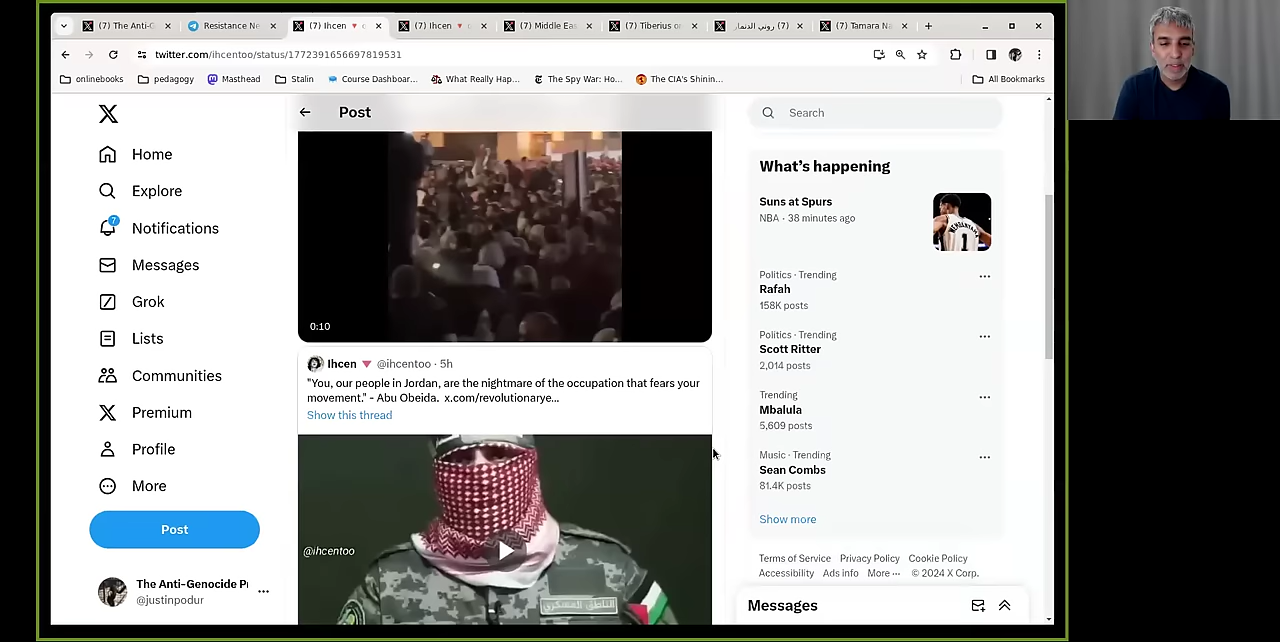 (7) The Anti-G
Resistance Ne
(7) Ihcen
(7) Ihcen
(7) Middle Eas
(7) Tiberius on
(7) روني الدنمار
(7) Tamara Na
twitter.com/ihcentoo/status/1772391656697819531
onlinebooks
pedagogy
Masthead
Stalin
Course Dashboar...
What Really Hap...
The Spy War: Ho...
The CIA's Shinin...
All Bookmarks
Home
Explore
7
Notifications
Messages
Grok
Lists
Communities
Premium
Profile
More
Post
The Anti-Genocide P
@justinpodur
Post
0:10
Ihcen 🔻 @ihcentoo · 5h
"You, our people in Jordan, are the nightmare of the occupation that fears your
movement." - Abu Obeida. x.com/revolutionarye...
Show this thread
@ihcentoo
الناطق العسكري
Search
What's happening
Suns at Spurs
NBA · 38 minutes ago
Politics · Trending
Rafah
158K posts
Politics · Trending
Scott Ritter
2,014 posts
Trending
Mbalula
5,609 posts
Music · Trending
Sean Combs
81.4K posts
Show more
Terms of Service Privacy Policy Cookie Policy
Accessibility Ads info More ··· © 2024 X Corp.
Messages